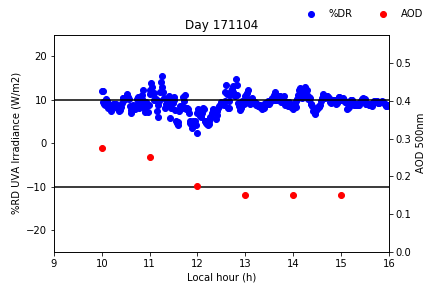 %DR AOD
Day 171104
20
10
0
−10
−20
0.5
0.4
0.3
0.2
0.1
0.0
9 10 11 12 13 14 15 16
%RD UVA Irradiance (W/m2)
AOD 500nm
Local hour (h)